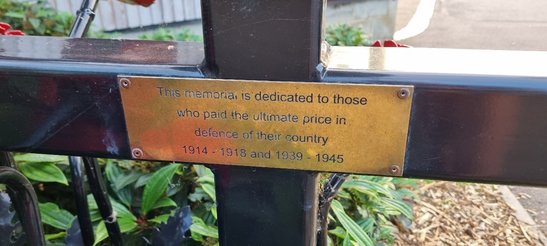 This memorial is dedicated to those
who paid the ultimate price in
defence of their country
1914 - 1918 and 1939 - 1945